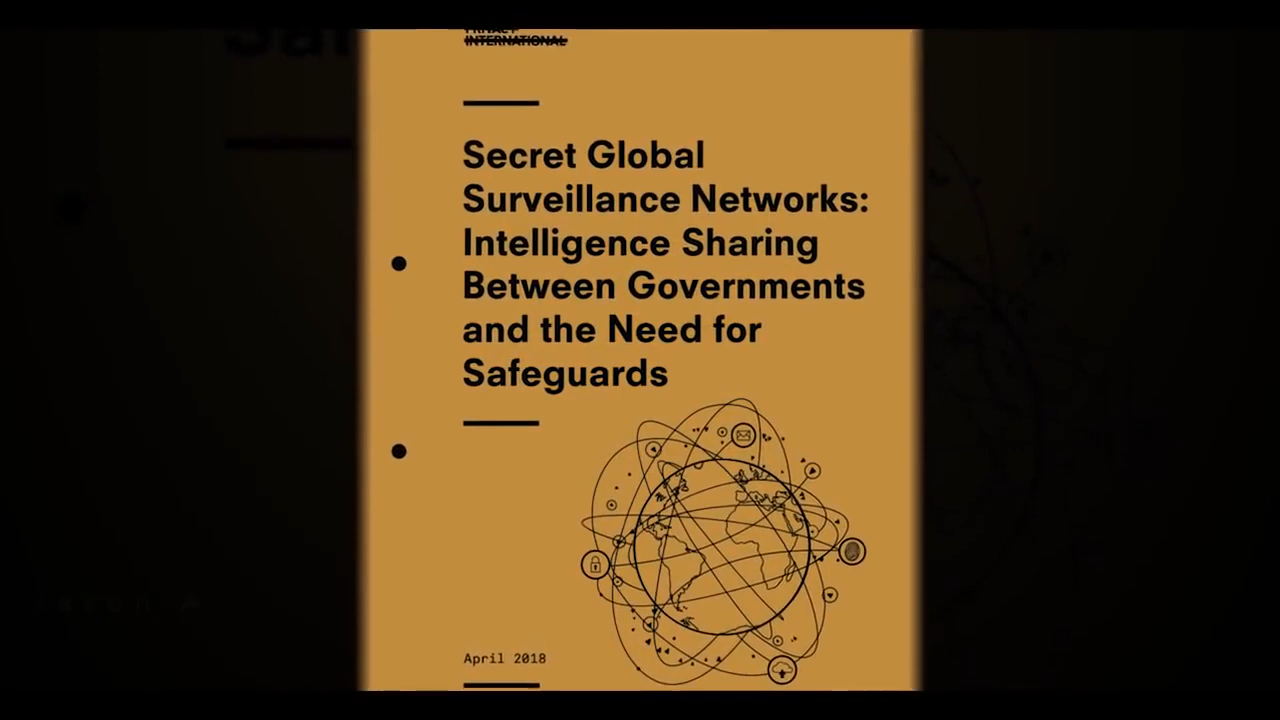 INTERNATIONAL
Secret Global
Surveillance Networks:
Intelligence Sharing
Between Governments
and the Need for
Safeguards
April 2018